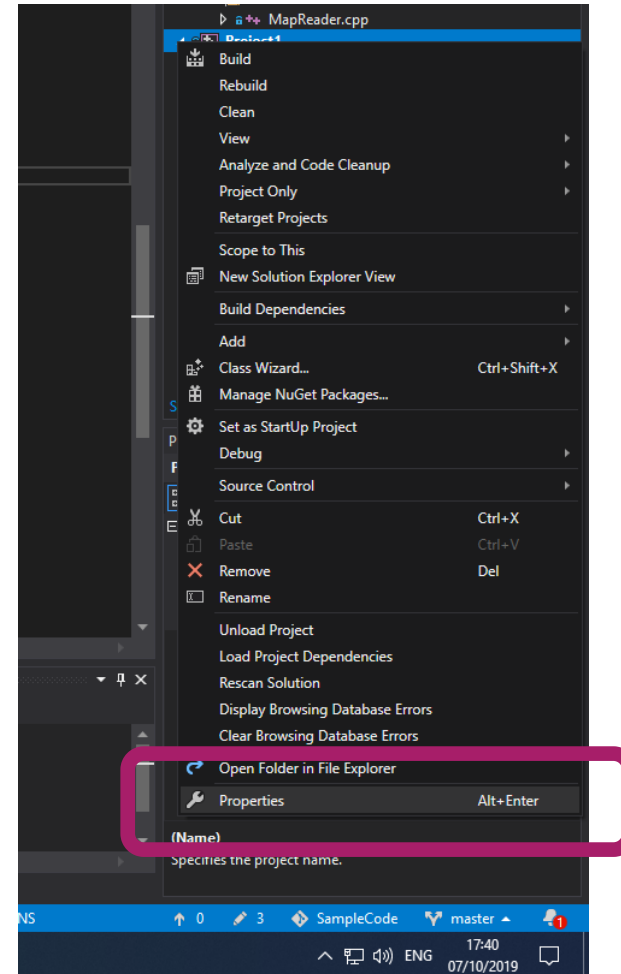 MapReader.cpp
Project1
Build
Rebuild
Clean
View
Analyze and Code Cleanup
Project Only
Retarget Projects
Scope to This
New Solution Explorer View
Build Dependencies
Add
Class Wizard... Ctrl+Shift+X
Manage NuGet Packages...
Set as StartUp Project
Debug
Source Control
Cut Ctrl+X
Paste Ctrl+V
Remove Del
Rename
Unload Project
Load Project Dependencies
Rescan Solution
Display Browsing Database Errors
Clear Browsing Database Errors
Open Folder in File Explorer
Properties Alt+Enter
(Name)
Specifies the project name.
NS 0 3 SampleCode master 1
ENG 17:40
07/10/2019